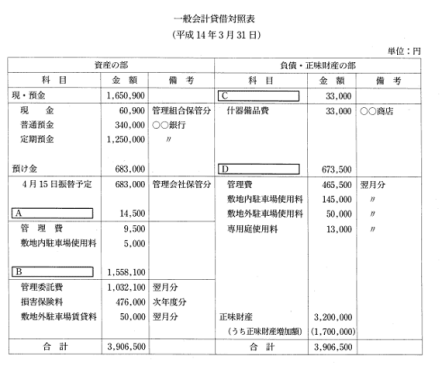 一般会計貸借対照表
(平成14年3月31日)
単位：円
資産の部 負債・正味財産の部
科 目 金 額 備 考 科 目 金 額 備 考
現・預金 1,650,900 C 33,000
現 金 60,900 管理組合保管分 什器備品費 33,000 〇〇商店
普通預金 340,000 〇〇銀行
定期預金 1,250,000 〃
預け金 683,000 D 673,500
4月15日振替予定 683,000 管理会社保管分 管理費 465,500 翌月分
敷地内駐車場使用料 145,000 〃
A 14,500 敷地外駐車場使用料 50,000 〃
管 理 費 9,500 専用庭使用料 13,000 〃
敷地内駐車場使用料 5,000
B 1,558,100
管理委託費 1,032,100 翌月分
損害保険料 476,000 次年度分
敷地外駐車場賃貸料 50,000 翌月分 正味財産 3,200,000
(うち正味財産増加額) (1,700,000)
合 計 3,906,500 合 計 3,906,500